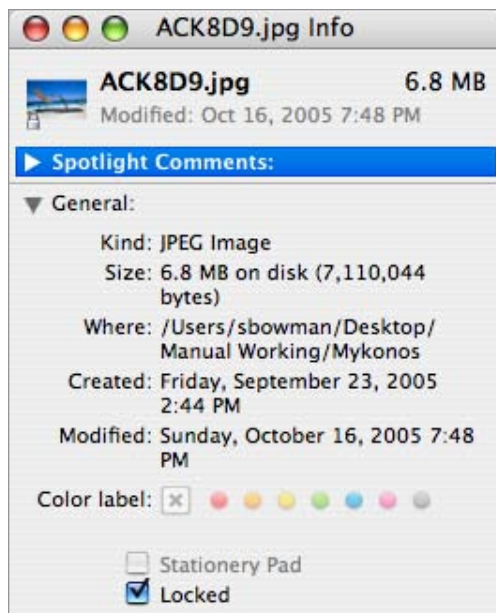 ACK8D9.jpg Info
ACK8D9.jpg 6.8 MB
Modified: Oct 16, 2005 7:48 PM
Spotlight Comments:
General:
Kind: JPEG Image
Size: 6.8 MB on disk (7,110,044
bytes)
Where: /Users/sbowman/Desktop/
Manual Working/Mykonos
Created: Friday, September 23, 2005
2:44 PM
Modified: Sunday, October 16, 2005 7:48
PM
Color label:
Stationery Pad
Locked